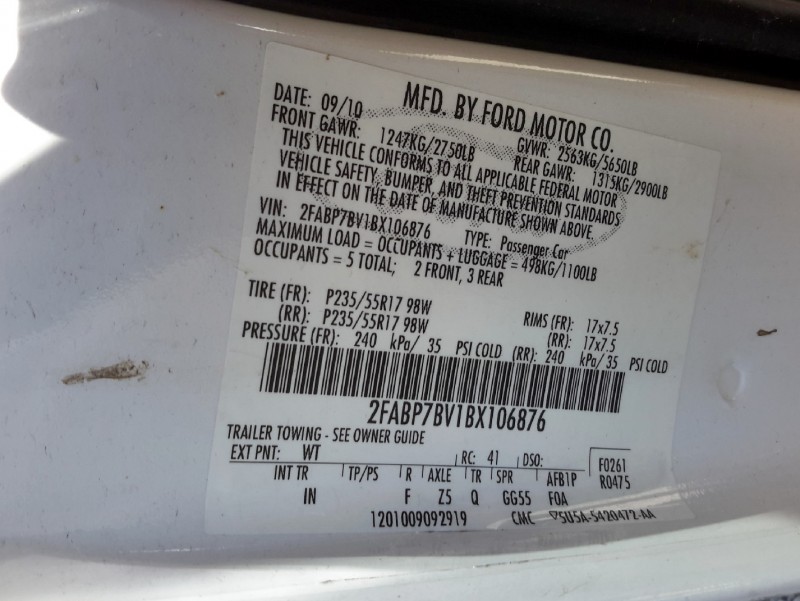 MFD. BY FORD MOTOR CO.
DATE: 09/10 GVWR: 2563KG/5650LB
FRONT GAWR: 1247KG/2750LB REAR GAWR: 1315KG/2900LB
THIS VEHICLE CONFORMS TO ALL APPLICABLE FEDERAL MOTOR
VEHICLE SAFETY, BUMPER, AND THEFT PREVENTION STANDARDS
IN EFFECT ON THE DATE OF MANUFACTURE SHOWN ABOVE.
VIN: 2FABP7BV1BX106876 TYPE: Passenger Car
MAXIMUM LOAD = OCCUPANTS + LUGGAGE = 498KG/1100LB
OCCUPANTS = 5 TOTAL; 2 FRONT, 3 REAR
TIRE (FR): P235/55R17 98W RIMS (FR): 17x7.5
(RR): P235/55R17 98W (RR): 17x7.5
PRESSURE (FR): 240 kPa/ 35 PSI COLD (RR): 240 kPa/ 35 PSI COLD
2FABP7BV1BX106876
TRAILER TOWING - SEE OWNER GUIDE
EXT PNT: WT RC: 41 DSO: F0261
INT TR TP/PS R AXLE TR SPR AFB1P R0475
IN F Z5 Q GG55 FOA
1201009092919 CMC 5U5A-5420472-AA